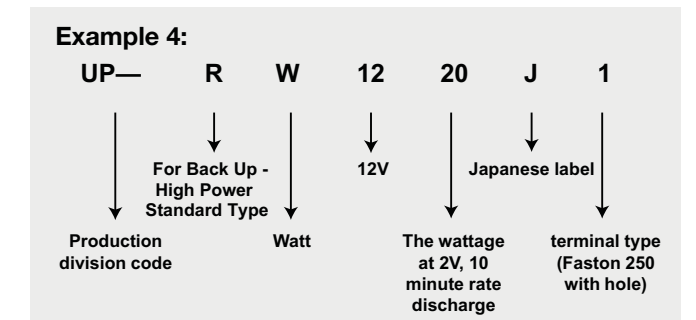 Example 4:
UP— R W 12 20 J 1
For Back Up -
High Power
Standard Type
12V
Japanese label
Production
division code
Watt
The wattage
at 2V, 10
minute rate
discharge
terminal type
(Faston 250
with hole)